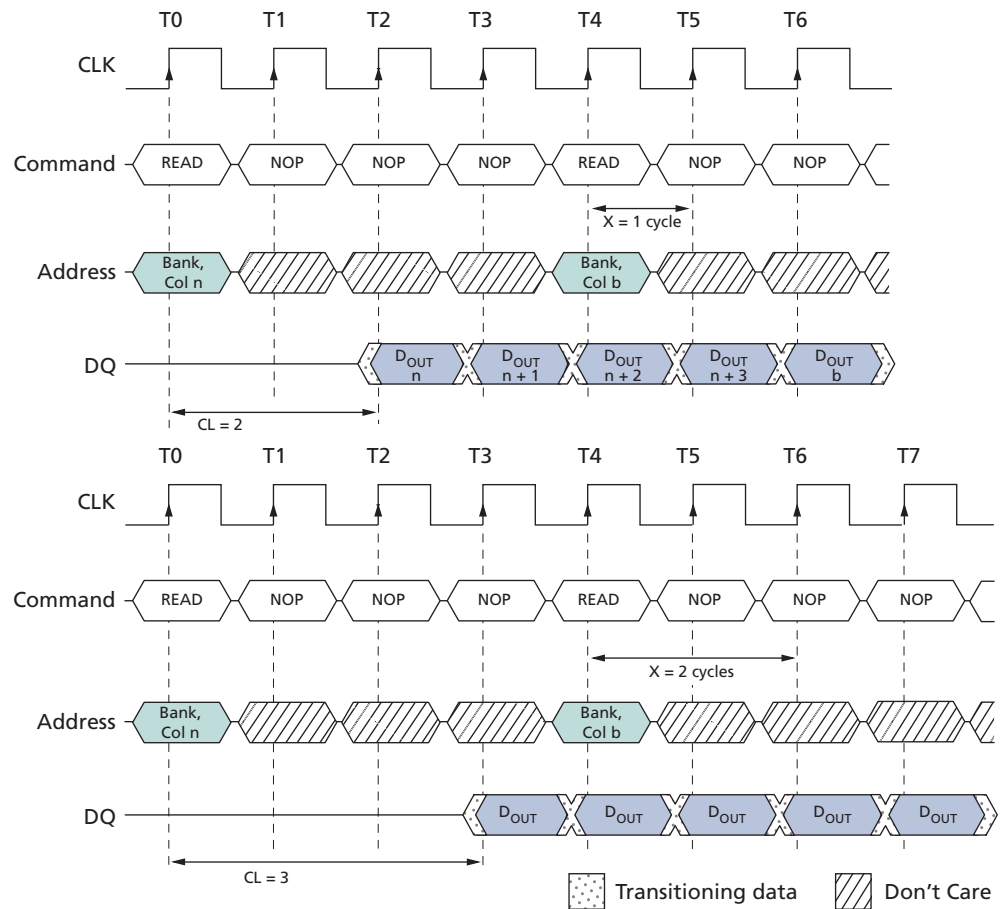 T0 T1 T2 T3 T4 T5 T6
CLK
Command READ NOP NOP NOP READ NOP NOP
X = 1 cycle
Address Bank, Col n Bank, Col b
DQ DOUT n DOUT n + 1 DOUT n + 2 DOUT n + 3 DOUT b
CL = 2
T0 T1 T2 T3 T4 T5 T6 T7
CLK
Command READ NOP NOP NOP READ NOP NOP NOP
X = 2 cycles
Address Bank, Col n Bank, Col b
DQ DOUT DOUT DOUT DOUT DOUT
CL = 3
Transitioning data Don't Care